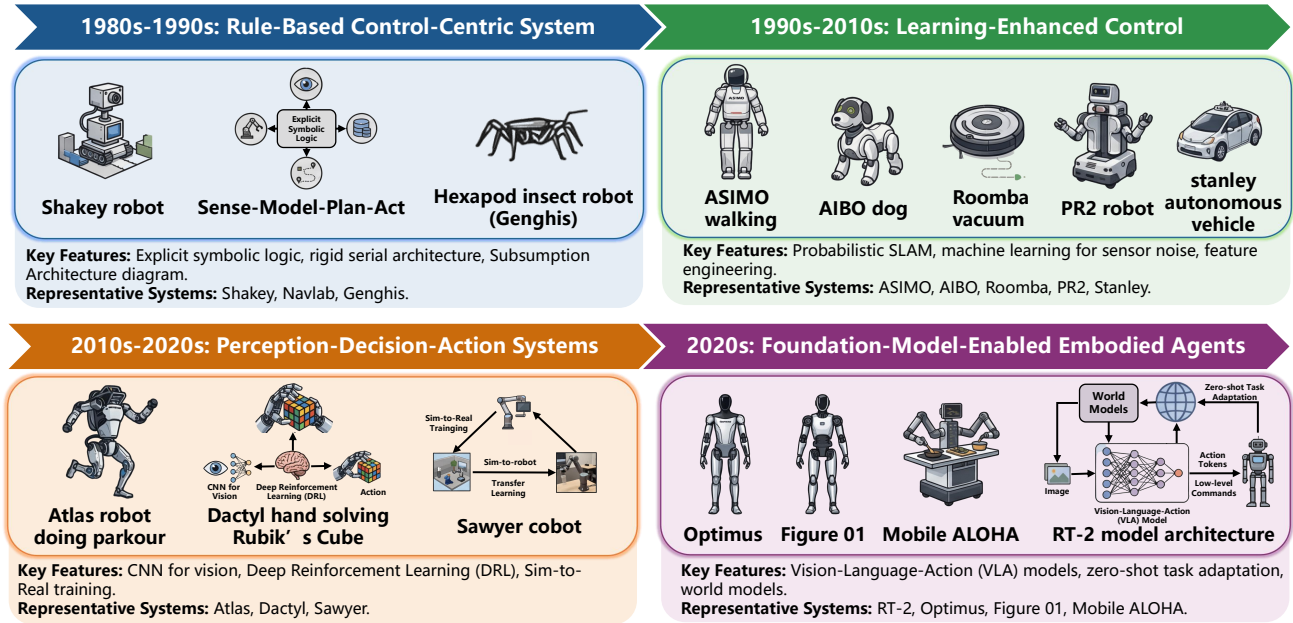 1980s-1990s: Rule-Based Control-Centric System
Explicit
Symbolic
Logic
Shakey robot
Sense-Model-Plan-Act
Hexapod insect robot
(Genghis)
Key Features: Explicit symbolic logic, rigid serial architecture, Subsumption
Architecture diagram.
Representative Systems: Shakey, Navlab, Genghis.
1990s-2010s: Learning-Enhanced Control
ASIMO
ASIMO
walking
AIBO dog
Roomba
vacuum
PR2 robot
stanley
autonomous
vehicle
Key Features: Probabilistic SLAM, machine learning for sensor noise, feature
engineering.
Representative Systems: ASIMO, AIBO, Roomba, PR2, Stanley.
2010s-2020s: Perception-Decision-Action Systems
Atlas robot
doing parkour
CNN for
Vision
Deep Reinforcement
Learning (DRL)
Action
Dactyl hand solving
Rubik’s Cube
Sim-to-Real
Trainging
Sim-to-robot
Transfer
Learning
Sawyer cobot
Key Features: CNN for vision, Deep Reinforcement Learning (DRL), Sim-to-
Real training.
Representative Systems: Atlas, Dactyl, Sawyer.
2020s: Foundation-Model-Enabled Embodied Agents
Optimus
Figure 01
Mobile ALOHA
World
Models
Zero-shot Task
Adaptation
Image
Action
Tokens
Low-level
Commands
Vision-Language-Action
(VLA) Model
RT-2 model architecture
Key Features: Vision-Language-Action (VLA) models, zero-shot task adaptation,
world models.
Representative Systems: RT-2, Optimus, Figure 01, Mobile ALOHA.